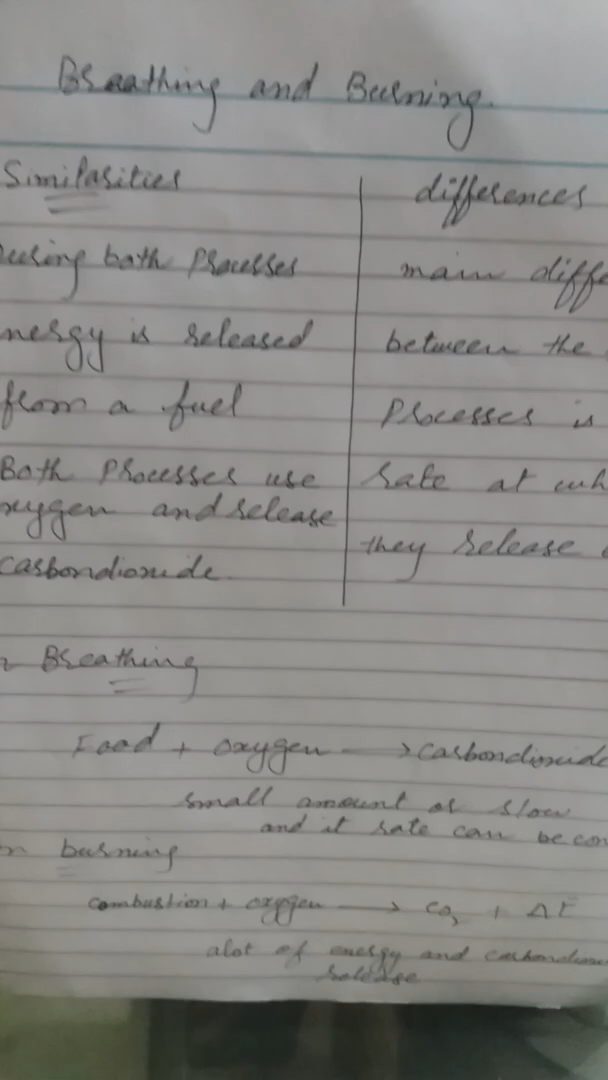 Breathing and Burning.
Similarities
differences
during both Processes
energy is released
from a fuel
Both Processes use
oxygen and release
carbondioxide.
main diffe
between the
Processes is
rate at wh
they release
Breathing
Food + oxygen → carbondioxide
small amount or slow
and it rate can be con
burning
combustion + oxygen → CO2 + ΔE
alot of energy and carbondioxi
release